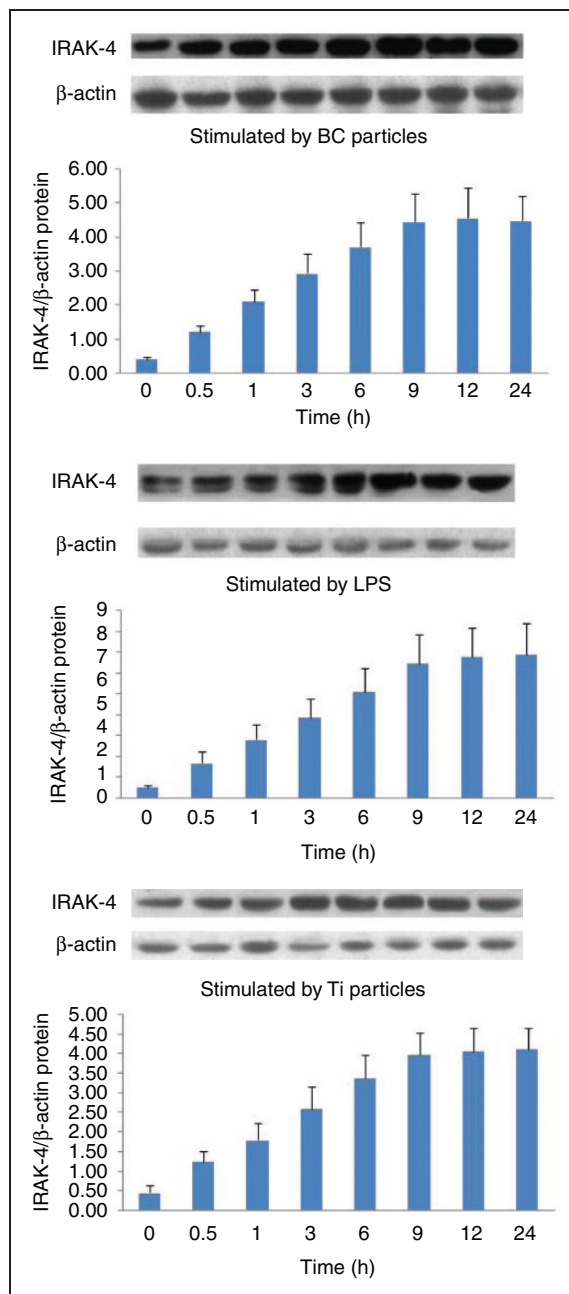 IRAK-4
β-actin
Stimulated by BC particles
IRAK-4/β-actin protein
6.00
5.00
4.00
3.00
2.00
1.00
0.00
0 0.5 1 3 6 9 12 24
Time (h)
IRAK-4
β-actin
Stimulated by LPS
IRAK-4/β-actin protein
9
8
7
6
5
4
2
1
0
0 0.5 1 3 6 9 12 24
Time (h)
IRAK-4
β-actin
Stimulated by Ti particles
IRAK-4/β-actin protein
5.00
4.50
4.00
3.50
3.00
2.50
2.00
1.50
1.00
0.50
0.00
0 0.5 1 3 6 9 12 24
Time (h)